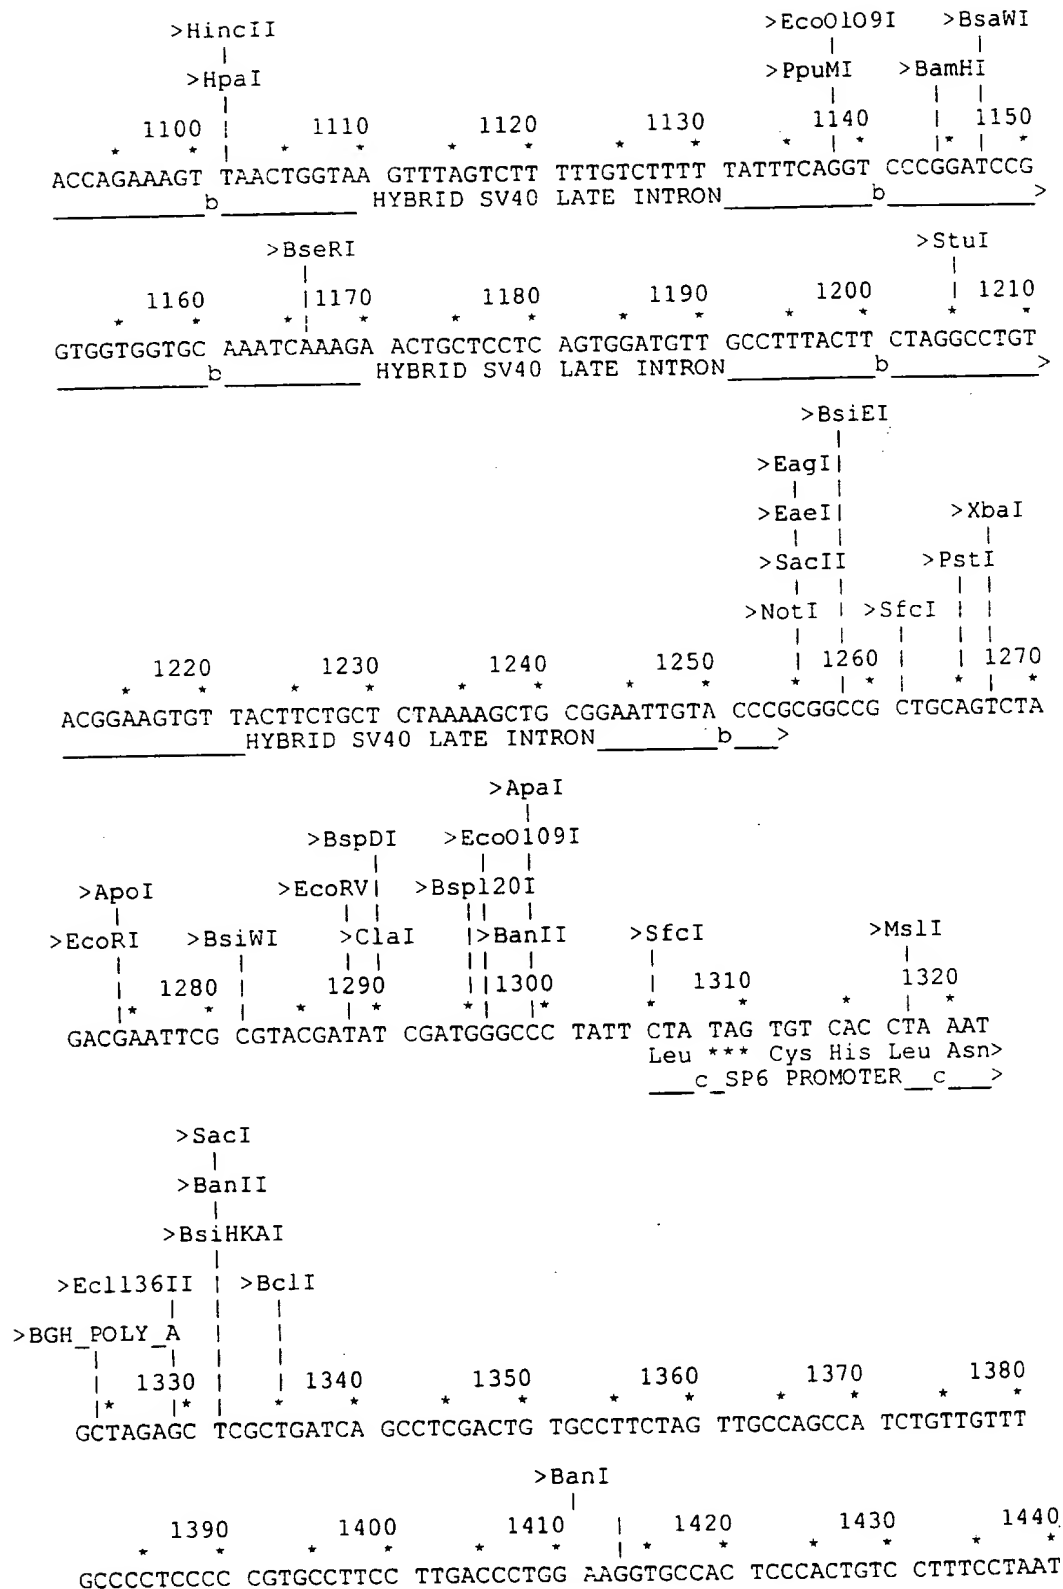 >HincII >EcoO109I >BsaWI
>HpaI >PpuMI >BamHI
1100 1110 1120 1130 1140 1150
* * * * * * * * * * * *
ACCAGAAAGT TAACTGGTAA GTTTAGTCTT TTTGTCTTTT TATTTCAGGT CCCGGATCCG
b HYBRID SV40 LATE INTRON b >
>BseRI >StuI
1160 1170 1180 1190 1200 1210
* * * * * * * * * * * *
GTGGTGGTGC AAATCAAAGA ACTGCTCCTC AGTGGATGTT GCCTTTACTT CTAGGCCTGT
b HYBRID SV40 LATE INTRON b >
>BsiEI
>EagI
>EaeI >XbaI
>SacII >PstI
>NotI >SfcI
1220 1230 1240 1250 1260 1270
* * * * * * * * * * * *
ACGGAAGTGT TACTTCTGCT CTAAAAGCTG CGGAATTGTA CCCGCGGCCG CTGCAGTCTA
HYBRID SV40 LATE INTRON b >
>ApaI
>BspDI >EcoO109I
>ApoI >EcoRV >Bsp120I
>EcoRI >BsiWI >ClaI >BanII >SfcI >MslI
1280 1290 1300 1310 1320
* * * * * * * * * *
GACGAATTCG CGTACGATAT CGATGGGCCC TATT CTA TAG TGT CAC CTA AAT
Leu *** Cys His Leu Asn>
c_SP6 PROMOTER c >
>SacI
>BanII
>BsiHKAI
>Ecl136II >BclI
>BGH_POLY_A
1330 1340 1350 1360 1370 1380
* * * * * * * * * * * *
GCTAGAGC TCGCTGATCA GCCTCGACTG TGCCTTCTAG TTGCCAGCCA TCTGTTGTTT
>BanI
1390 1400 1410 1420 1430 1440
* * * * * * * * * * * *
GCCCCTCCCC CGTGCCTTCC TTGACCCTGG AAGGTGCCAC TCCCACTGTC CTTTCCTAAT